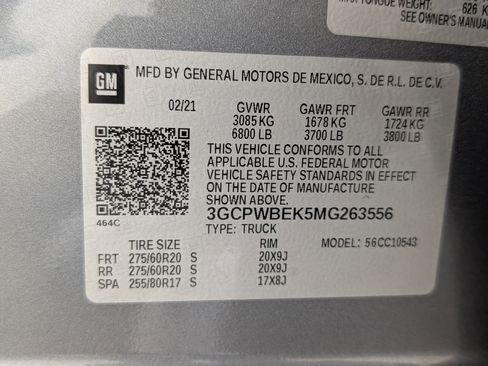 MAX. TONGUE WEIGHT: 626 K
SEE OWNER'S MANUA
GM
MFD BY GENERAL MOTORS DE MEXICO, S. DE R.L. DE C.V.
02/21 GVWR GAWR FRT GAWR RR
3085 KG 1678 KG 1724 KG
6800 LB 3700 LB 3800 LB
THIS VEHICLE CONFORMS TO ALL
APPLICABLE U.S. FEDERAL MOTOR
VEHICLE SAFETY STANDARDS IN EFFECT
ON THE DATE OF MANUFACTURE
SHOWN ABOVE.
3GCPWBEK5MG263556
464C
TYPE: TRUCK
TIRE SIZE RIM MODEL: 56CC10543
FRT 275/60R20 S 20X9J
RR 275/60R20 S 20X9J
SPA 255/80R17 S 17X8J